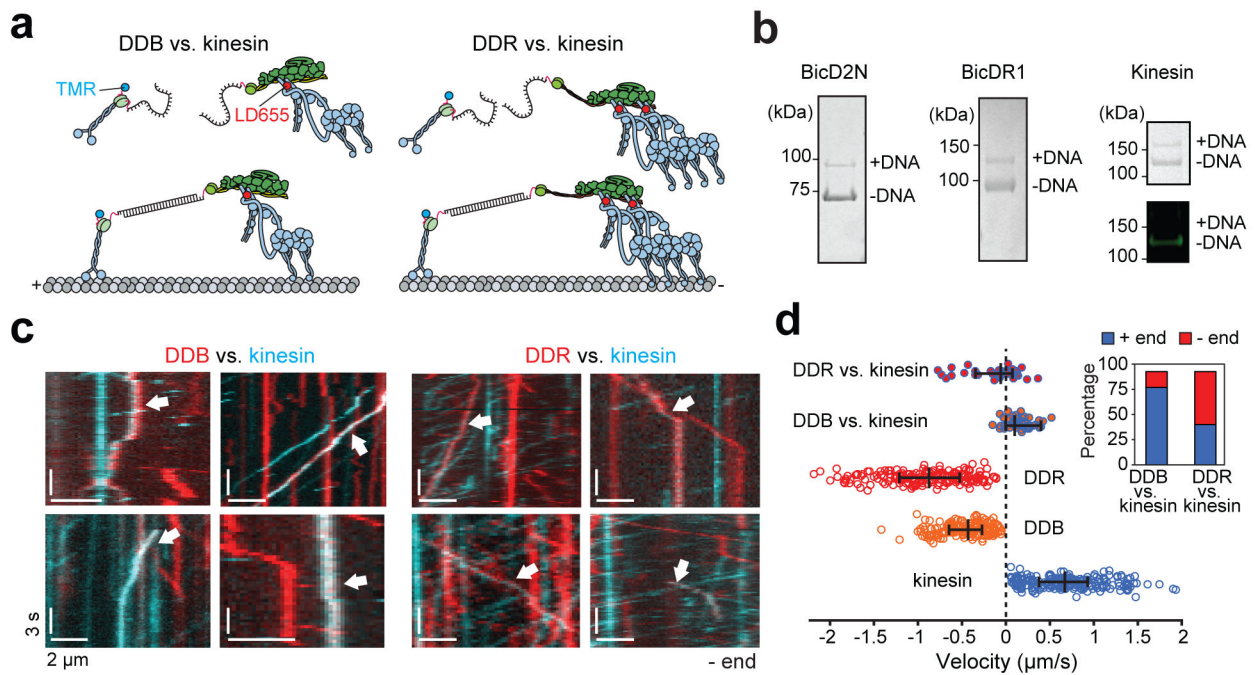 a
DDB vs. kinesin
DDR vs. kinesin
TMR
LD655
+
-
b
BicD2N
BicDR1
Kinesin
(kDa)
(kDa)
(kDa)
100
+DNA
75
-DNA
+DNA
100
-DNA
150
+DNA
100
-DNA
150
+DNA
100
-DNA
c
DDB vs. kinesin
DDR vs. kinesin
3 s
2 µm
- end
d
+ end
- end
DDR vs. kinesin
DDB vs. kinesin
DDR
DDB
kinesin
Percentage
100
75
50
25
0
DDB
vs.
kinesin
DDR
vs.
kinesin
-2 -1.5 -1 -0.5 0 0.5 1 1.5 2
Velocity (µm/s)